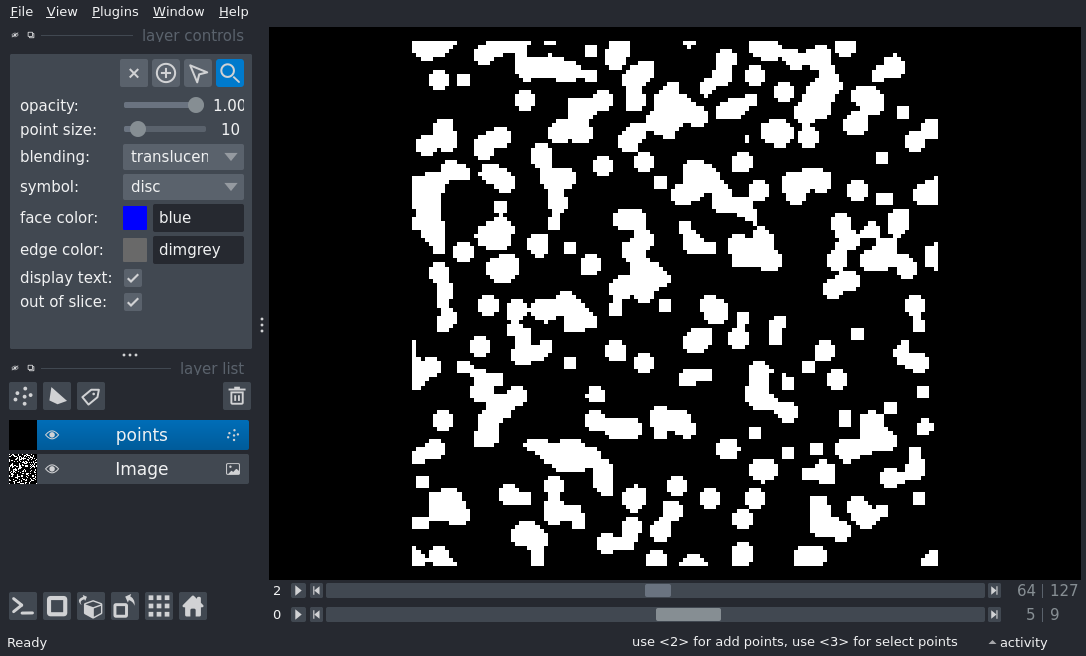 File View Plugins Window Help
layer controls
opacity: 1.00
point size: 10
blending: translucen
symbol: disc
face color: blue
edge color: dimgrey
display text:
out of slice:
layer list
points
Image
2 64 | 127
0 5 | 9
Ready use <2> for add points, use <3> for select points activity